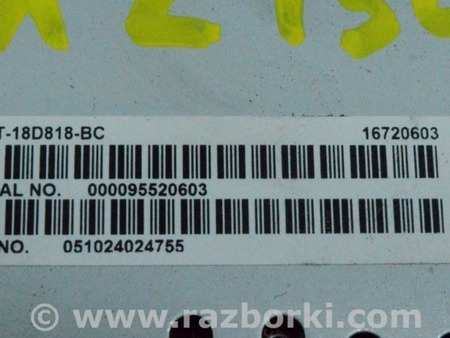 T-18D818-BC 16720603
AL NO. 000095520603
NO. 051024024755
© www.razborki.com